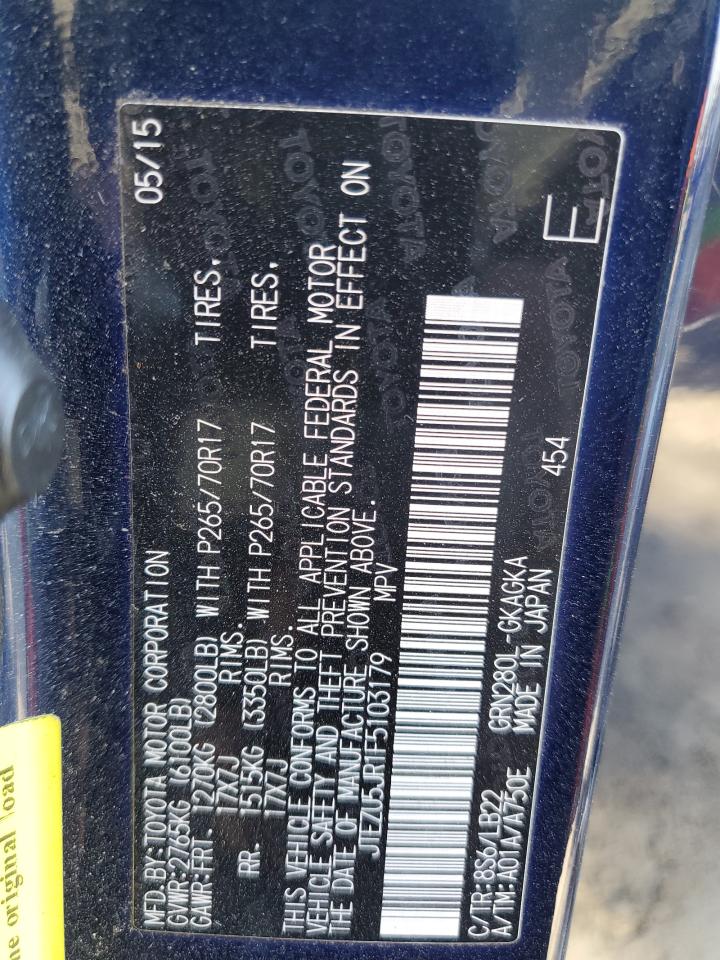 MFD.BY:TOYOTA MOTOR CORPORATION 05/15
GVWR:2765KG (6100LB)
GAWR:FRT. 1270KG (2800LB) WITH P265/70R17 TIRES,
17X7J RIMS.
RR. 1515KG (3350LB) WITH P265/70R17 TIRES,
17X7J RIMS.
THIS VEHICLE CONFORMS TO ALL APPLICABLE FEDERAL MOTOR
VEHICLE SAFETY AND THEFT PREVENTION STANDARDS IN EFFECT ON
THE DATE OF MANUFACTURE SHOWN ABOVE.
JTEZU5JR1F5103179 MPV
C/TR:8S6/LB22 GRN280L-GKAGKA
A/TM:A01A/A750E MADE IN JAPAN 454
E
ne original load